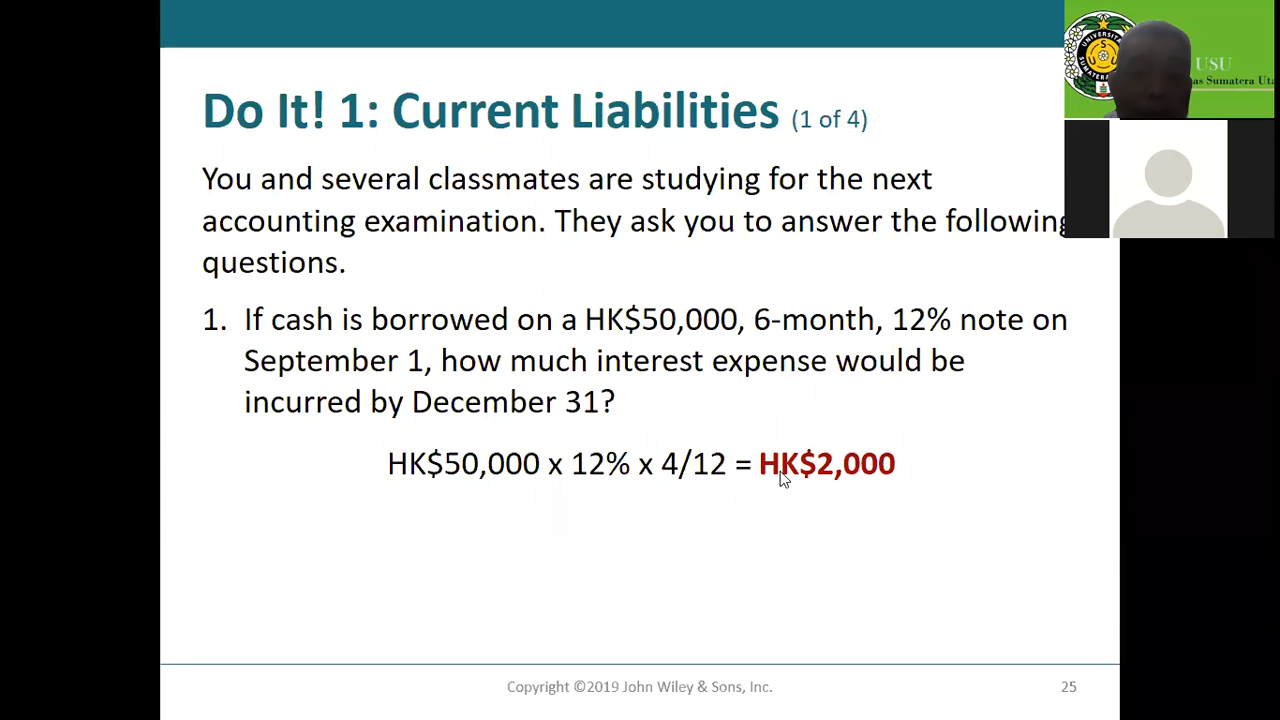 Do It! 1: Current Liabilities (1 of 4)
You and several classmates are studying for the next
accounting examination. They ask you to answer the following
questions.
1. If cash is borrowed on a HK$50,000, 6-month, 12% note on
September 1, how much interest expense would be
incurred by December 31?
HK$50,000 x 12% x 4/12 = HK$2,000
Copyright ©2019 John Wiley & Sons, Inc.
25
USU
Sumatera